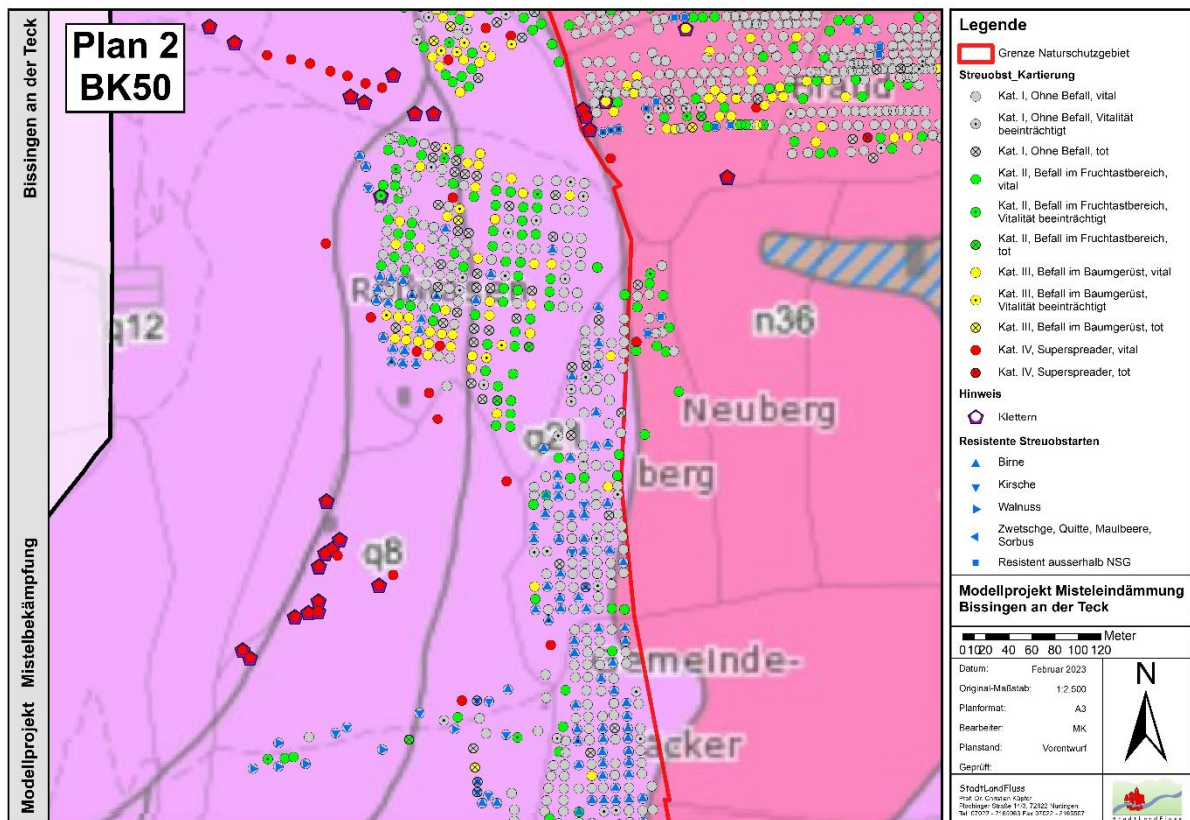 Plan 2
BK50
Bissingen an der Teck
Modellprojekt Mistelbekämpfung
q12
q21
q8
n36
Neuberg
berg
acker
Legende
Grenze Naturschutzgebiet
Streuobst_Kartierung
Kat. I, Ohne Befall, vital
Kat. I, Ohne Befall, Vitalität
beeinträchtigt
Kat. I, Ohne Befall, tot
Kat. II, Befall im Fruchtastbereich,
vital
Kat. II, Befall im Fruchtastbereich,
Vitalität beeinträchtigt
Kat. II, Befall im Fruchtastbereich,
tot
Kat. III, Befall im Baumgerüst, vital
Kat. III, Befall im Baumgerüst,
Vitalität beeinträchtigt
Kat. III, Befall im Baumgerüst, tot
Kat. IV, Superspreader, vital
Kat. IV, Superspreader, tot
Hinweis
Klettern
Resistente Streuobstarten
Birne
Kirsche
Walnuss
Zwetschge, Quitte, Maulbeere,
Sorbus
Resistent ausserhalb NSG
Modellprojekt Misteleindämmung
Bissingen an der Teck
Meter
0 10 20 40 60 80 100 120
Datum: Februar 2023
Original-Maßstab: 1:2.500
Planformat: A3
Bearbeiter: MK
Planstand: Vorentwurf
Geprüft:
N
StadtLandFluss
Prof. Dr. Christian Küpfer
StadtLandFluss